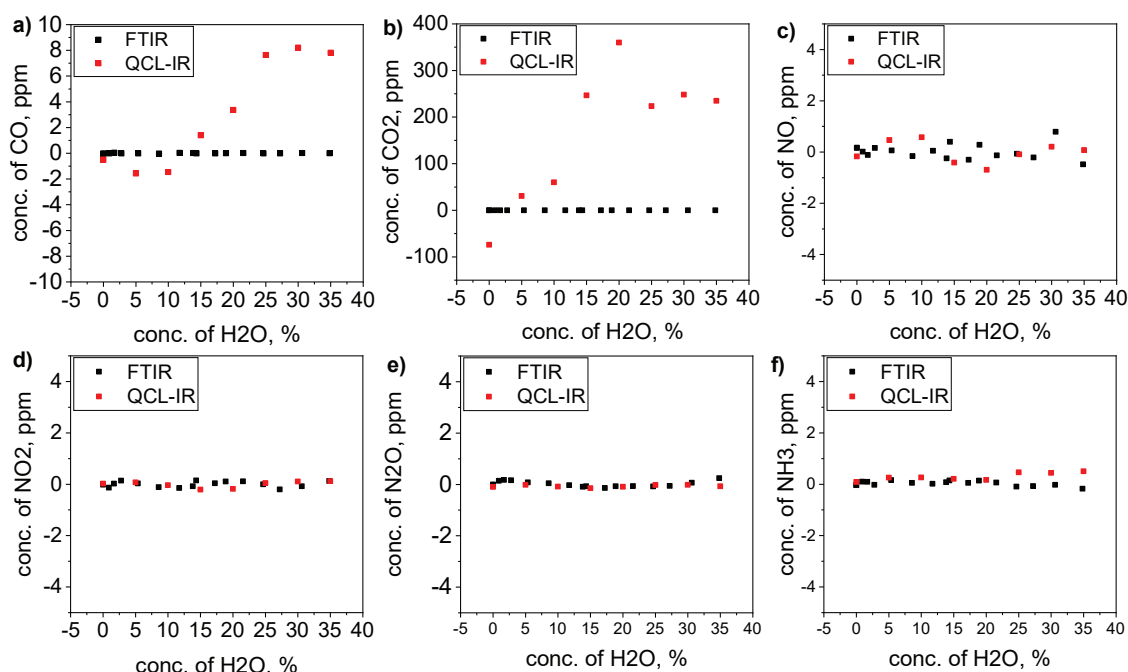 a)
conc. of CO, ppm
10
8
6
4
2
0
-2
-4
-6
-8
-10
FTIR
QCL-IR
-5 0 5 10 15 20 25 30 35 40
conc. of H2O, %
b)
conc. of CO2, ppm
400
300
200
100
0
-100
FTIR
QCL-IR
-5 0 5 10 15 20 25 30 35 40
conc. of H2O, %
c)
conc. of NO, ppm
4
2
0
-2
-4
FTIR
QCL-IR
-5 0 5 10 15 20 25 30 35 40
conc. of H2O, %
d)
conc. of NO2, ppm
4
2
0
-2
-4
FTIR
QCL-IR
-5 0 5 10 15 20 25 30 35 40
conc. of H2O, %
e)
conc. of N2O, ppm
4
2
0
-2
-4
FTIR
QCL-IR
-5 0 5 10 15 20 25 30 35 40
conc. of H2O, %
f)
conc. of NH3, ppm
4
2
0
-2
-4
FTIR
QCL-IR
-5 0 5 10 15 20 25 30 35 40
conc. of H2O, %